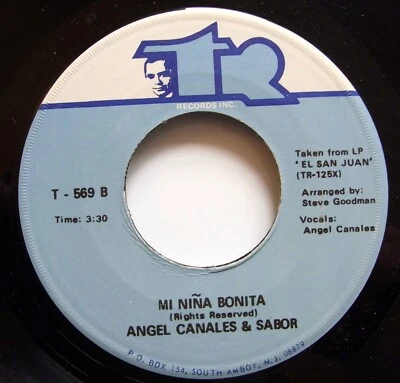 TR
RECORDS INC.
Taken from LP
"EL SAN JUAN"
(TR-125X)
T - 569 B
Time: 3:30
Arranged by:
Steve Goodman
Vocals:
Angel Canales
MI NIÑA BONITA
(Rights Reserved)
ANGEL CANALES & SABOR
P.O. BOX 154, SOUTH AMBOY, N.J. 08879